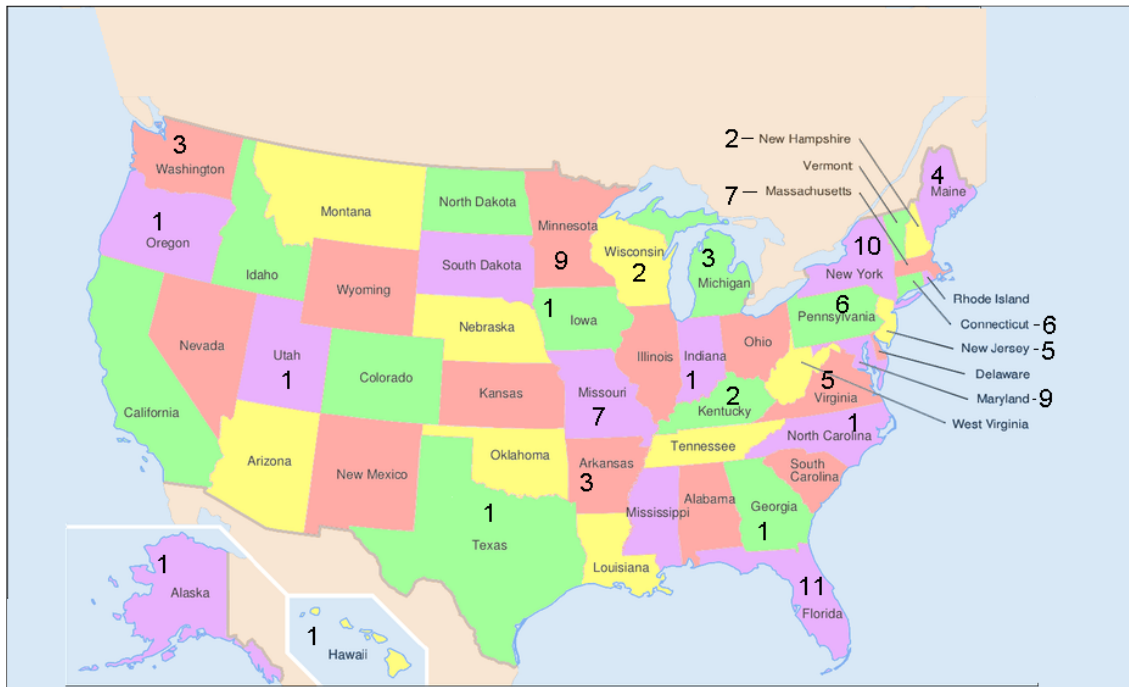 2 New Hampshire
Vermont
7 Massachusetts
4
Maine
3
Washington
Montana
North Dakota
Minnesota
9
1
Oregon
Idaho
Wyoming
South Dakota
Wisconsin
2
3
Michigan
10
New York
Rhode Island
Connecticut 6
New Jersey 5
Delaware
Maryland 9
West Virginia
6
Pennsylvania
Nebraska
1
Iowa
Nevada
Utah
1
Colorado
Kansas
Missouri
7
Illinois
Indiana
1
Ohio
2
Kentucky
5
Virginia
California
1
North Carolina
Tennessee
Arizona
New Mexico
Oklahoma
Arkansas
3
South
Carolina
Mississippi
Alabama
Georgia
1
1
Texas
Louisiana
11
Florida
1
Alaska
1
Hawaii